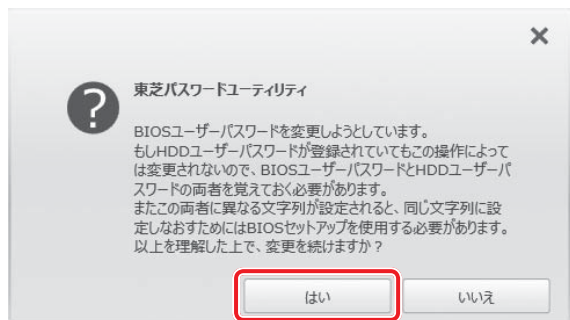 東芝パスワードユーティリティ
BIOSユーザーパスワードを変更しようとしています。
もしHDDユーザーパスワードが登録されていてもこの操作によって
は変更されないので、BIOSユーザーパスワードとHDDユーザーパ
スワードの両者を覚えておく必要があります。
またこの両者に異なる文字列が設定されると、同じ文字列に設
定しなおすためにはBIOSセットアップを使用する必要があります。
以上を理解した上で、変更を続けますか？
はい
いいえ